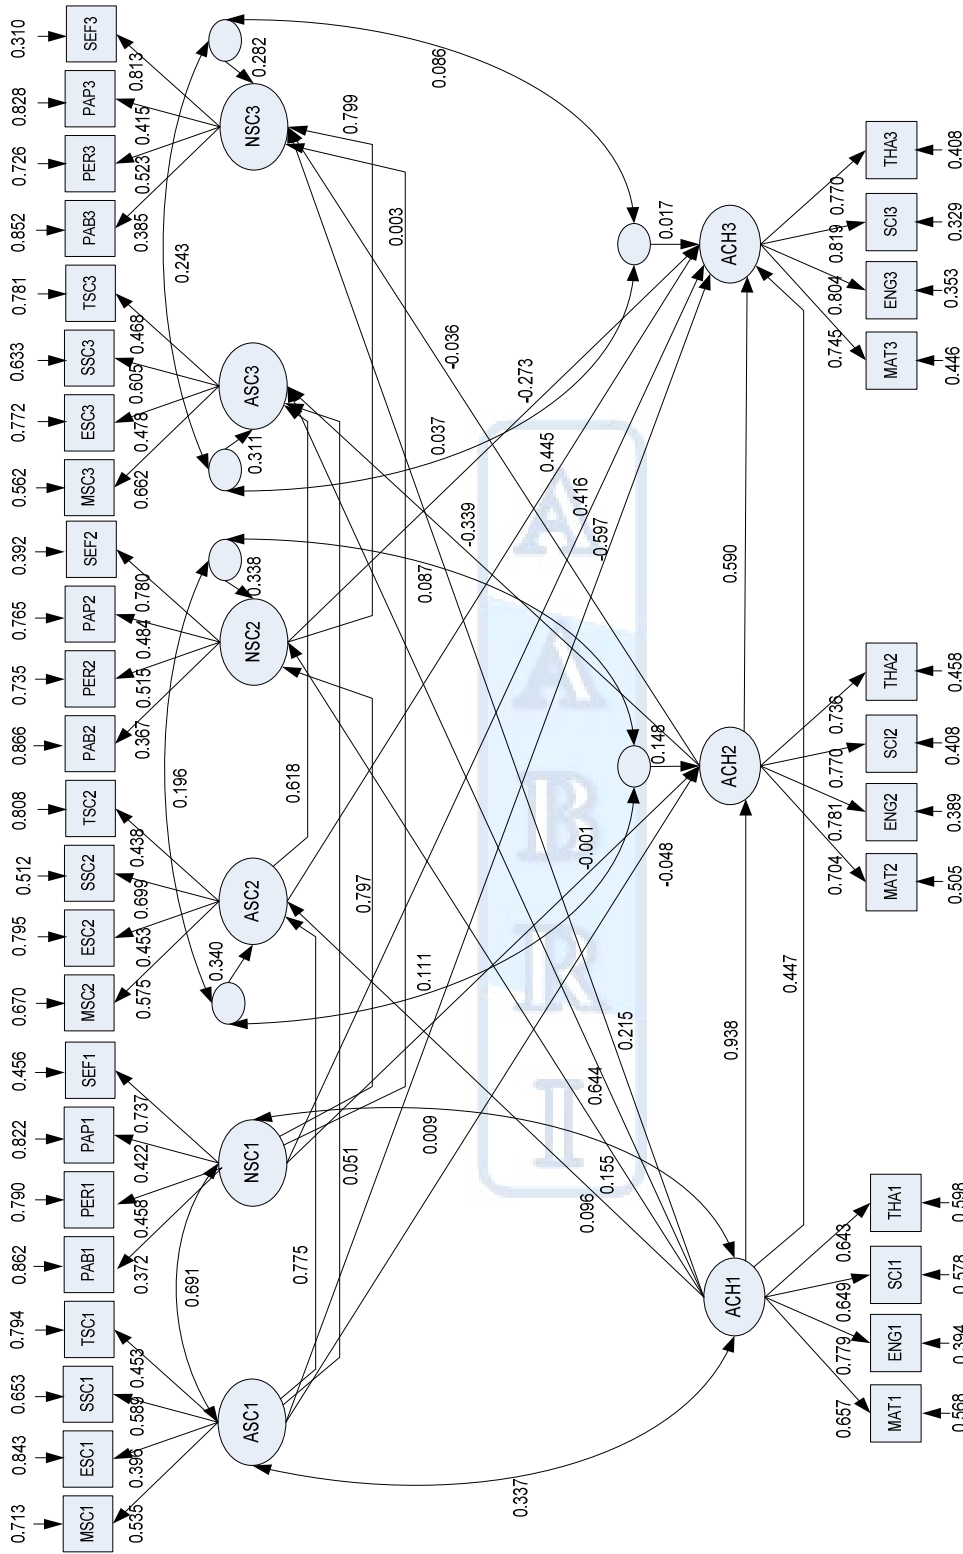 0.713 0.843 0.653 0.794 0.862 0.790 0.822 0.456 0.670 0.795 0.512 0.808 0.866 0.735 0.765 0.392 0.562 0.772 0.633 0.781 0.852 0.726 0.828 0.310
MSC1 ESC1 SSC1 TSC1 PAB1 PER1 PAP1 SEF1 MSC2 ESC2 SSC2 TSC2 PAB2 PER2 PAP2 SEF2 MSC3 ESC3 SSC3 TSC3 PAB3 PER3 PAP3 SEF3
0.535 0.396 0.589 0.453 0.372 0.458 0.422 0.737 0.575 0.453 0.699 0.438 0.367 0.515 0.484 0.780 0.662 0.478 0.605 0.468 0.385 0.523 0.415 0.813
0.691 0.196 0.243
0.340 0.338 0.311 0.282
ASC1 NSC1 ASC2 NSC2 ASC3 NSC3
0.775 0.618
0.051 0.797 0.799
0.003
0.009 0.111 0.087 0.037 0.086
-0.339 -0.036
0.337 -0.273
0.445
0.096 0.644 -0.001 0.416
0.155 0.215 -0.597
-0.048 0.148 0.017
I R B A A
ACH1 ACH2 ACH3
0.938 0.590
0.447
0.657 0.779 0.649 0.643 0.704 0.781 0.770 0.736 0.745 0.804 0.819 0.770
MAT1 ENG1 SCI1 THA1 MAT2 ENG2 SCI2 THA2 MAT3 ENG3 SCI3 THA3
0.568 0.394 0.578 0.598 0.505 0.389 0.408 0.458 0.446 0.353 0.329 0.408